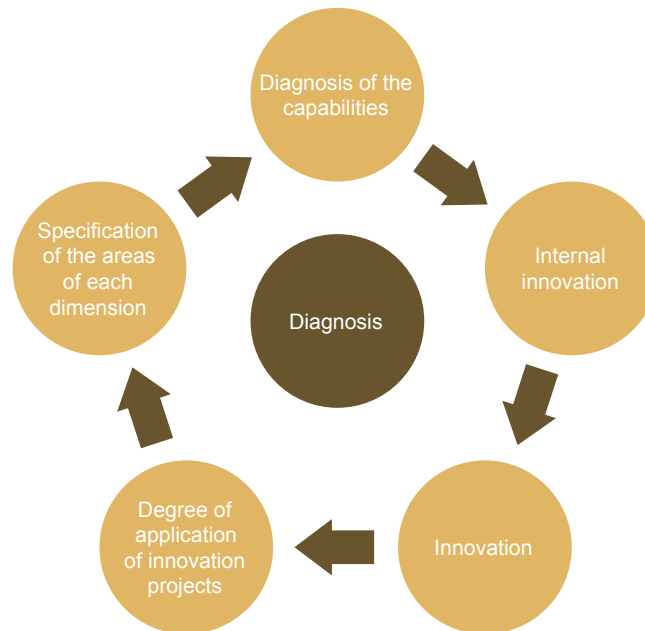 Diagnosis of the
capabilities
Internal
innovation
Innovation
Degree of
application
of innovation
projects
Specification
of the areas
of each
dimension
Diagnosis